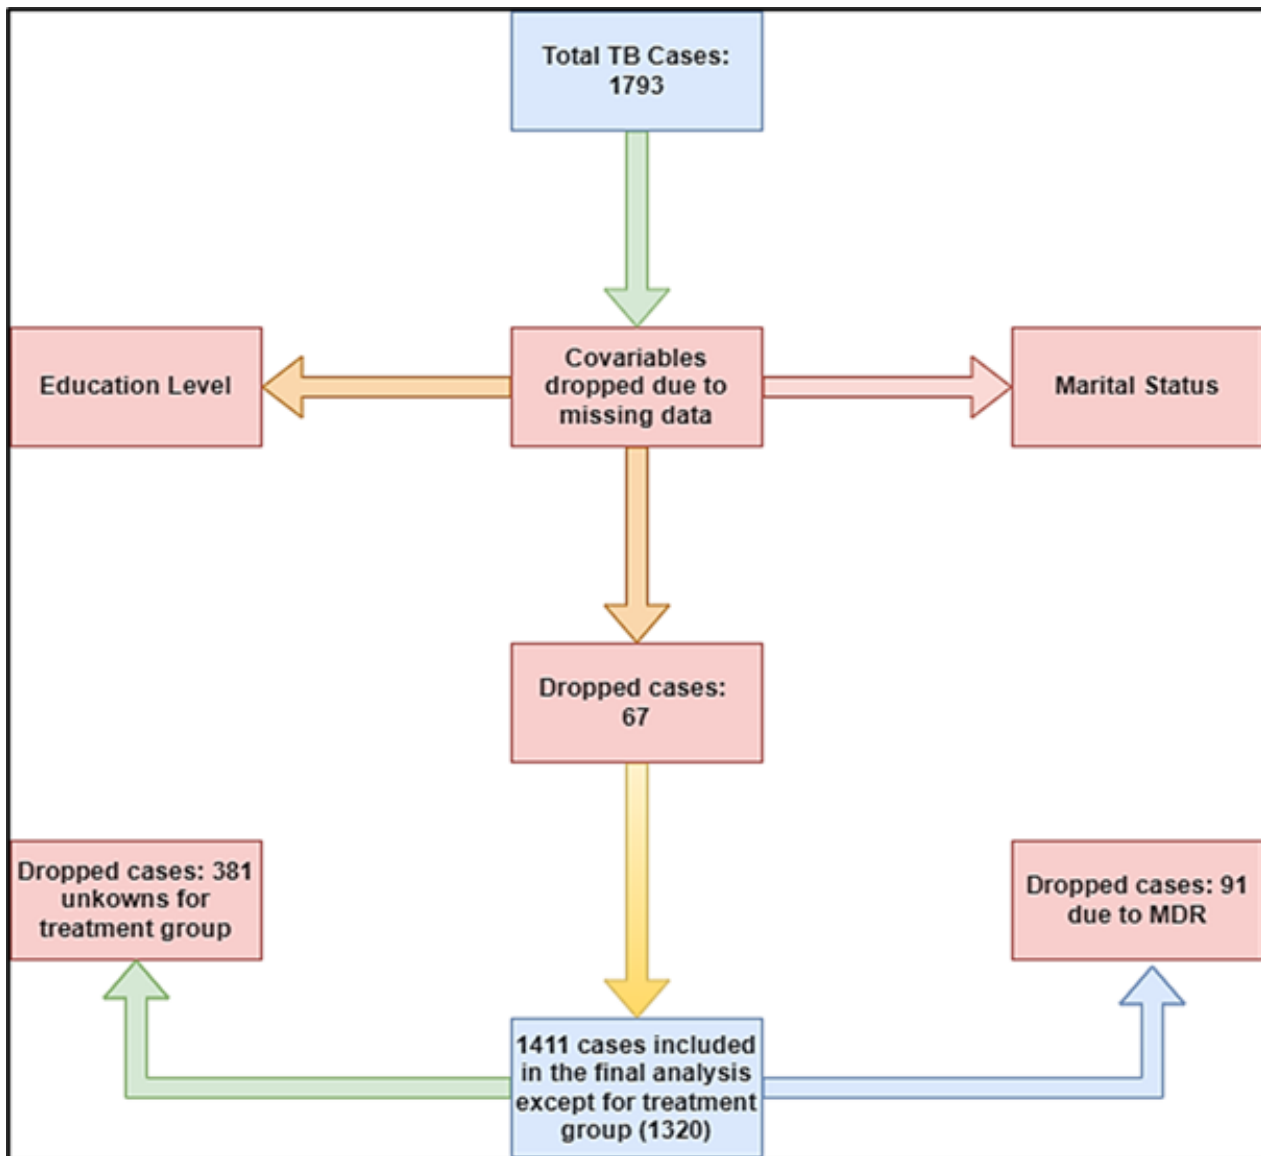 Total TB Cases:
1793
Education Level
Covariables
dropped due to
missing data
Marital Status
Dropped cases:
67
Dropped cases: 381
unkowns for
treatment group
Dropped cases: 91
due to MDR
1411 cases included
in the final analysis
except for treatment
group (1320)